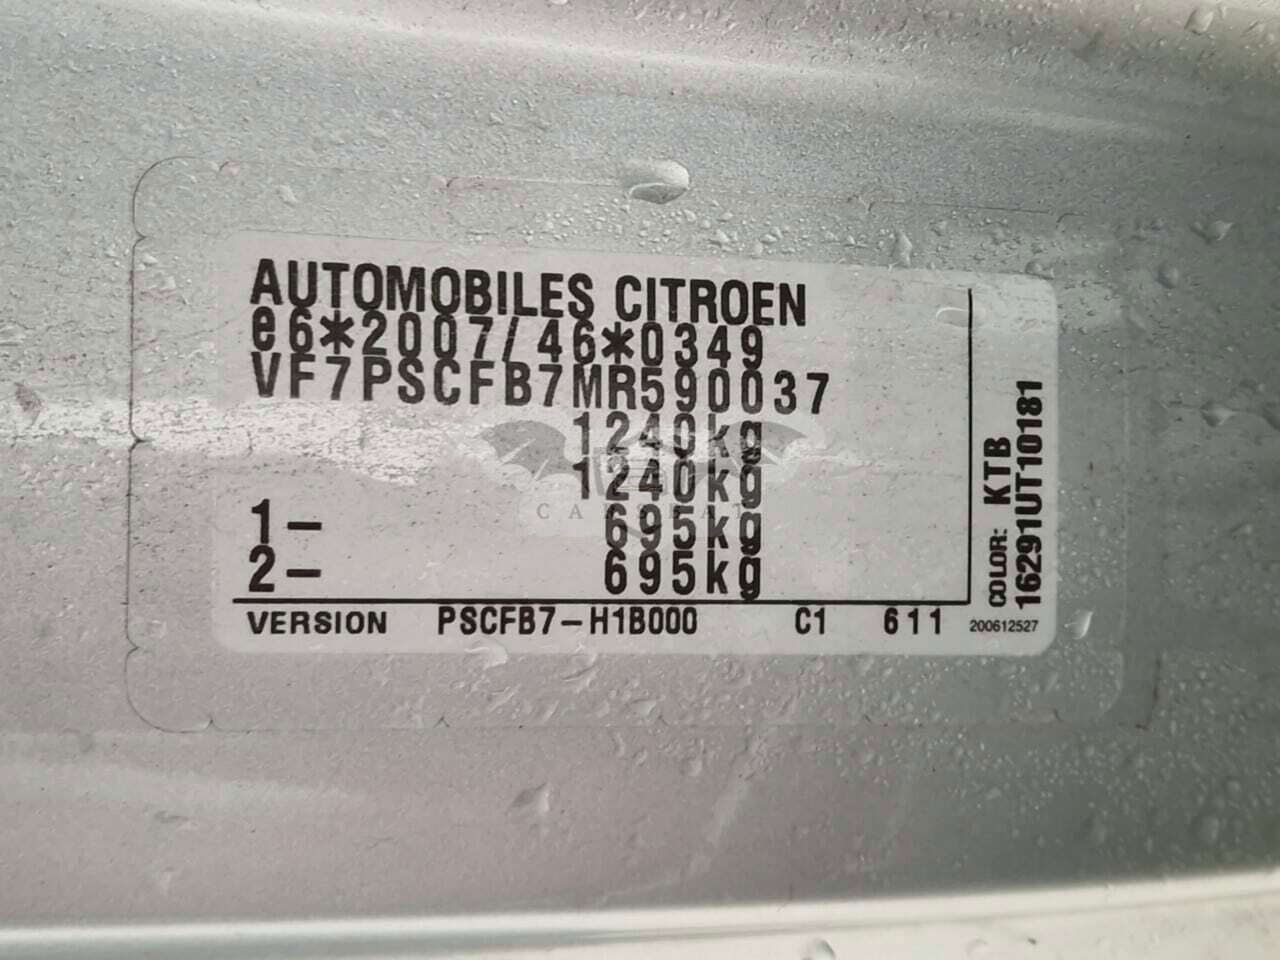 AUTOMOBILES CITROEN
e6*2007/46*0349
VF7PSCFB7MR590037
1240kg
1240kg
1- 695kg
2- 695kg
VERSION PSCFB7-H1B000 C1 611
COLOR: KTB
16291UT10181
200612527
CARSBAT